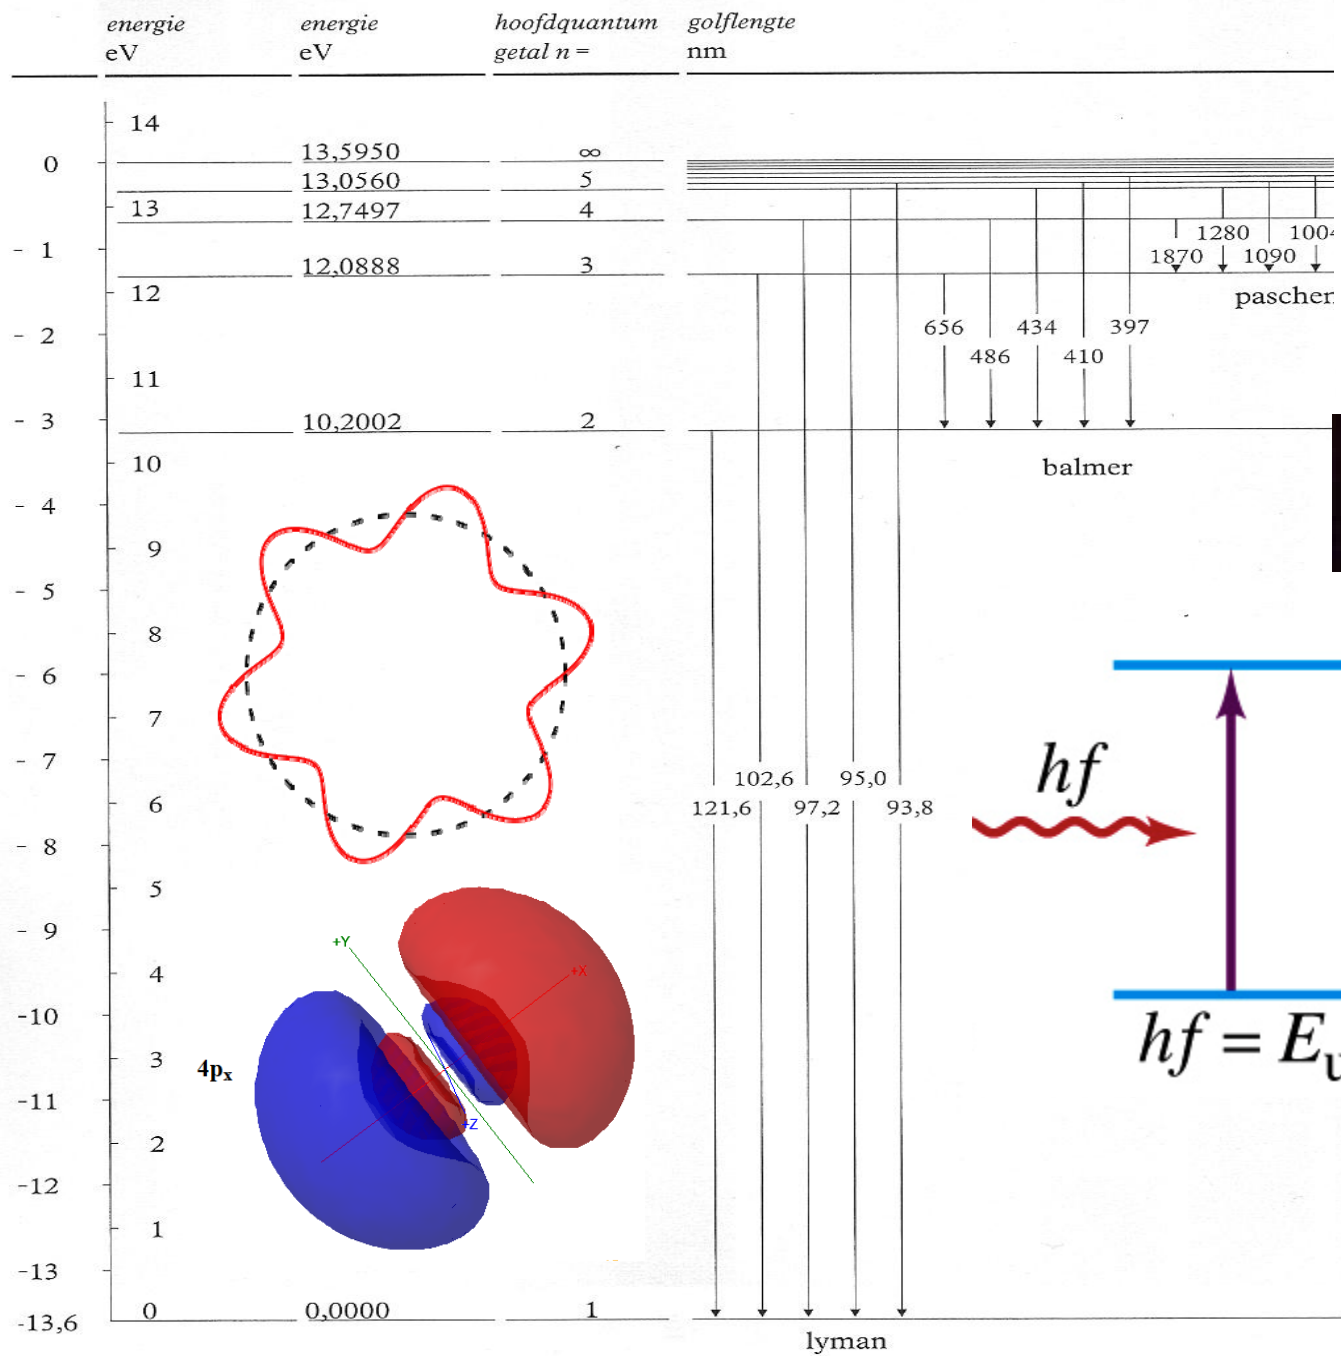 energie energie hoofdquantum golflengte
eV eV getal n = nm
14
13,5950 ∞
0
13,0560 5
13 12,7497 4
- 1 1280 1004
12,0888 3 1870 1090
12 paschen
- 2 656 434 397
486 410
11
- 3 10,2002 2
10 balmer
- 4
9
- 5
8
- 6
7
- 7 hf
102,6 95,0
6 121,6 97,2 93,8
- 8
5
- 9 +Y
4 +X
-10
hf = E
3 4px
-11
+Z
2
-12
1
-13
0 0,0000 1
-13,6
lyman